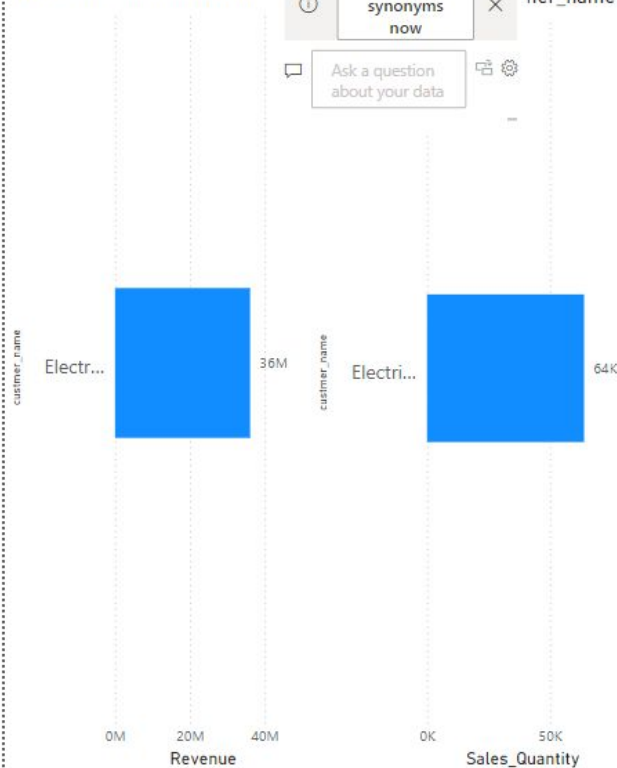 synonyms
now
Ask a question
about your data
custmer_name
Electr...
36M
0M 20M 40M
Revenue
custmer_name
Electri...
64K
0K 50K
Sales_Quantity